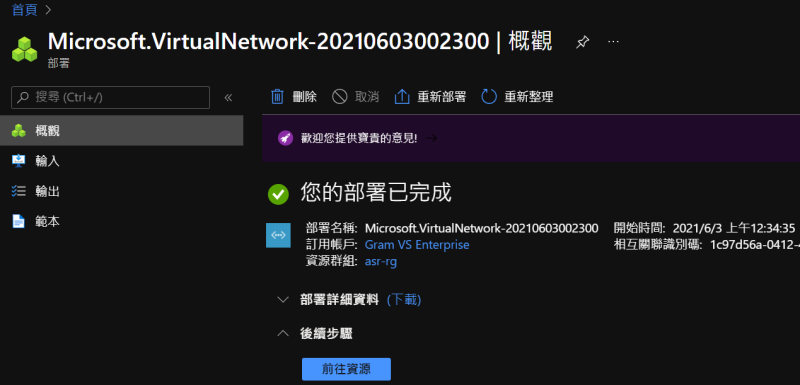 首頁 >
Microsoft.VirtualNetwork-20210603002300 | 概觀
部署
搜尋 (Ctrl+/)
刪除 取消 重新部署 重新整理
概觀
輸入
輸出
範本
歡迎您提供寶貴的意見! →
您的部署已完成
部署名稱: Microsoft.VirtualNetwork-20210603002300 開始時間: 2021/6/3 上午12:34:35
訂用帳戶: Gram VS Enterprise 相互關聯識別碼: 1c97d56a-0412-
資源群組: asr-rg
部署詳細資料 (下載)
後續步驟
前往資源